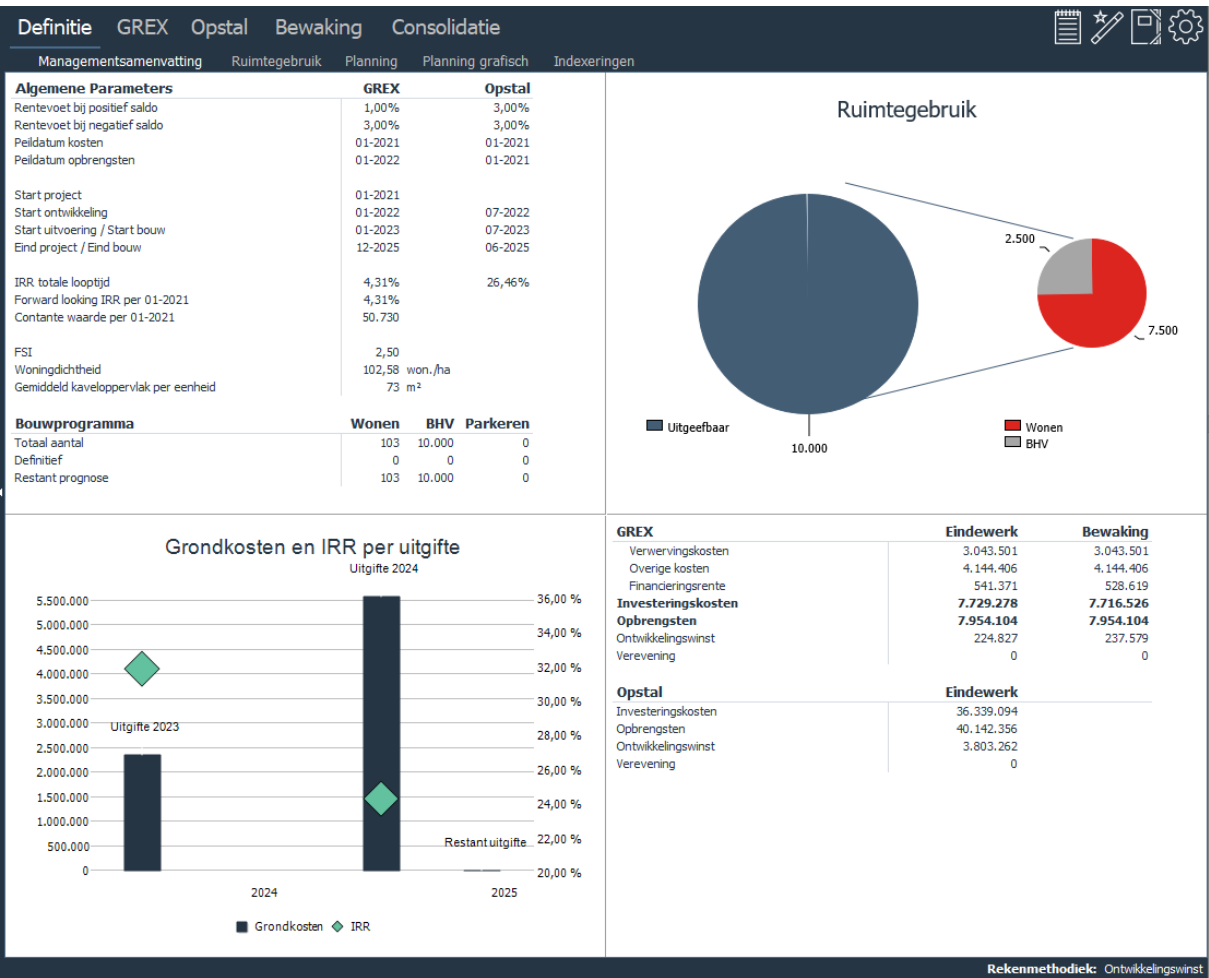 Definitie GREX Opstal Bewaking Consolidatie
Managementsamenvatting Ruimtegebruik Planning Planning grafisch Indexeringen
Algemene Parameters GREX Opstal
Rentevoet bij positief saldo 1,00% 3,00%
Rentevoet bij negatief saldo 3,00% 3,00%
Peildatum kosten 01-2021 01-2021
Peildatum opbrengsten 01-2022 01-2021
Start project 01-2021
Start ontwikkeling 01-2022 07-2022
Start uitvoering / Start bouw 01-2023 07-2023
Eind project / Eind bouw 12-2025 06-2025
IRR totale looptijd 4,31% 26,46%
Forward looking IRR per 01-2021 4,31%
Contante waarde per 01-2021 50.730
FSI 2,50
Woningdichtheid 102,58 won./ha
Gemiddeld kaveloppervlak per eenheid 73 m²
Bouwprogramma Wonen BHV Parkeren
Totaal aantal 103 10.000 0
Definitief 0 0 0
Restant prognose 103 10.000 0
Ruimtegebruik
2.500
7.500
Uitgeefbaar
10.000
Wonen
BHV
Grondkosten en IRR per uitgifte
Uitgifte 2024
5.500.000 36,00 %
5.000.000 34,00 %
4.500.000
4.000.000 32,00 %
3.500.000 30,00 %
3.000.000 Uitgifte 2023 28,00 %
2.500.000
2.000.000 26,00 %
1.500.000 24,00 %
1.000.000
500.000 Restant uitgifte 22,00 %
0 20,00 %
2024 2025
Grondkosten IRR
GREX Eindewerk Bewaking
Verwervingskosten 3.043.501 3.043.501
Overige kosten 4.144.406 4.144.406
Financieringsrente 541.371 528.619
Investeringskosten 7.729.278 7.716.526
Opbrengsten 7.954.104 7.954.104
Ontwikkelingswinst 224.827 237.579
Verevening 0 0
Opstal Eindewerk
Investeringskosten 36.339.094
Opbrengsten 40.142.356
Ontwikkelingswinst 3.803.262
Verevening 0
Rekenmethodiek: Ontwikkelingswinst